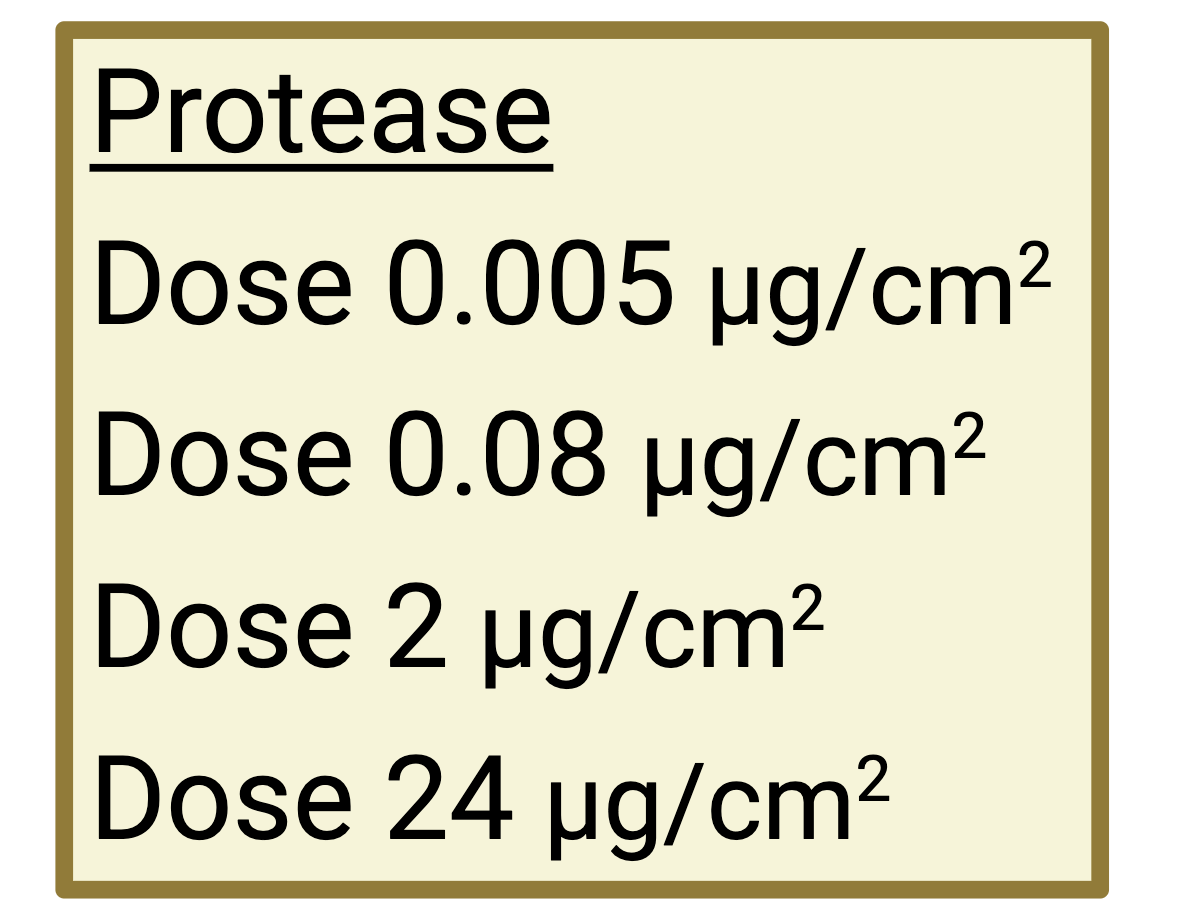 Protease
Dose 0.005 µg/cm²
Dose 0.08 µg/cm²
Dose 2 µg/cm²
Dose 24 µg/cm²